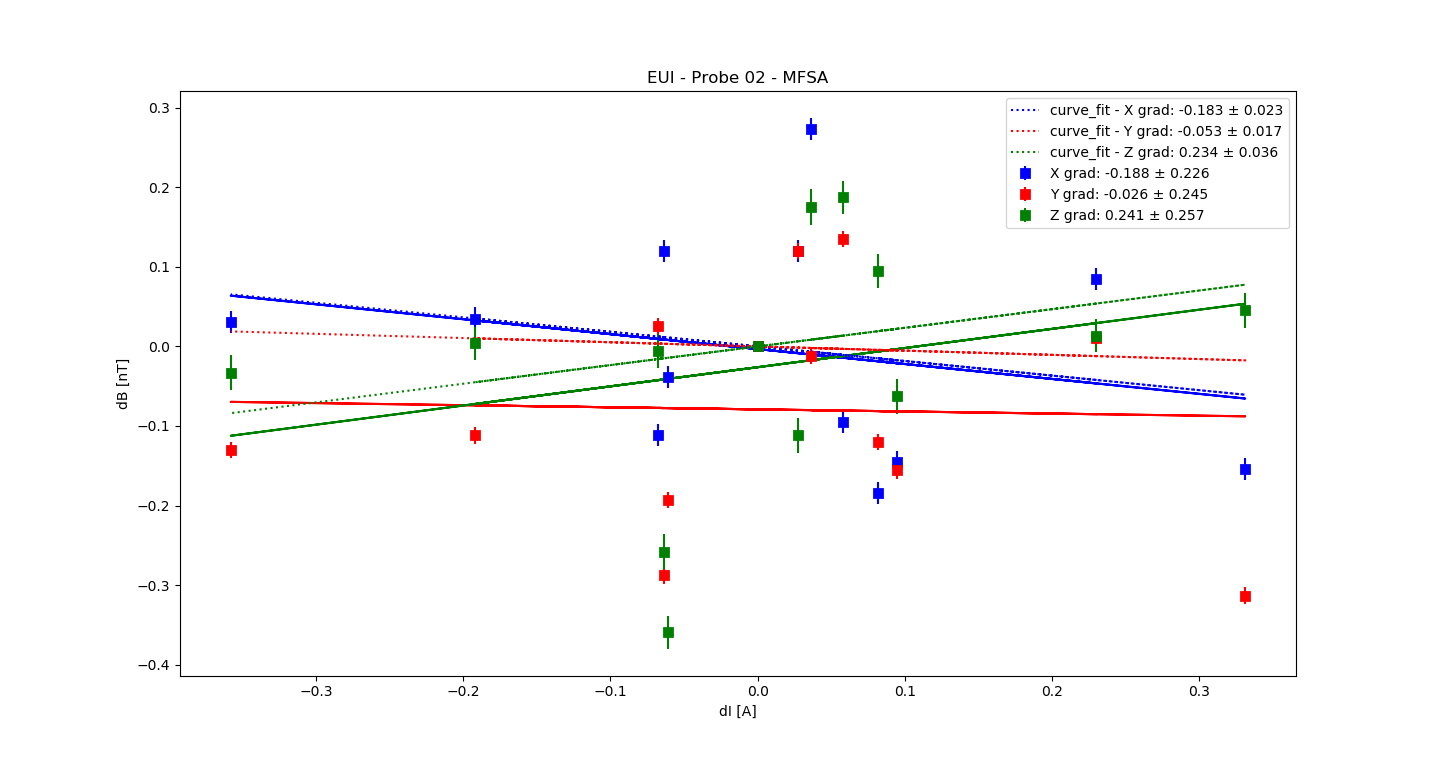 EUI - Probe 02 - MFSA
curve_fit - X grad: -0.183 ± 0.023
curve_fit - Y grad: -0.053 ± 0.017
curve_fit - Z grad: 0.234 ± 0.036
X grad: -0.188 ± 0.226
Y grad: -0.026 ± 0.245
Z grad: 0.241 ± 0.257
0.3
0.2
0.1
0.0
−0.1
−0.2
−0.3
−0.4
dB [nT]
−0.3
−0.2
−0.1
0.0
0.1
0.2
0.3
dI [A]